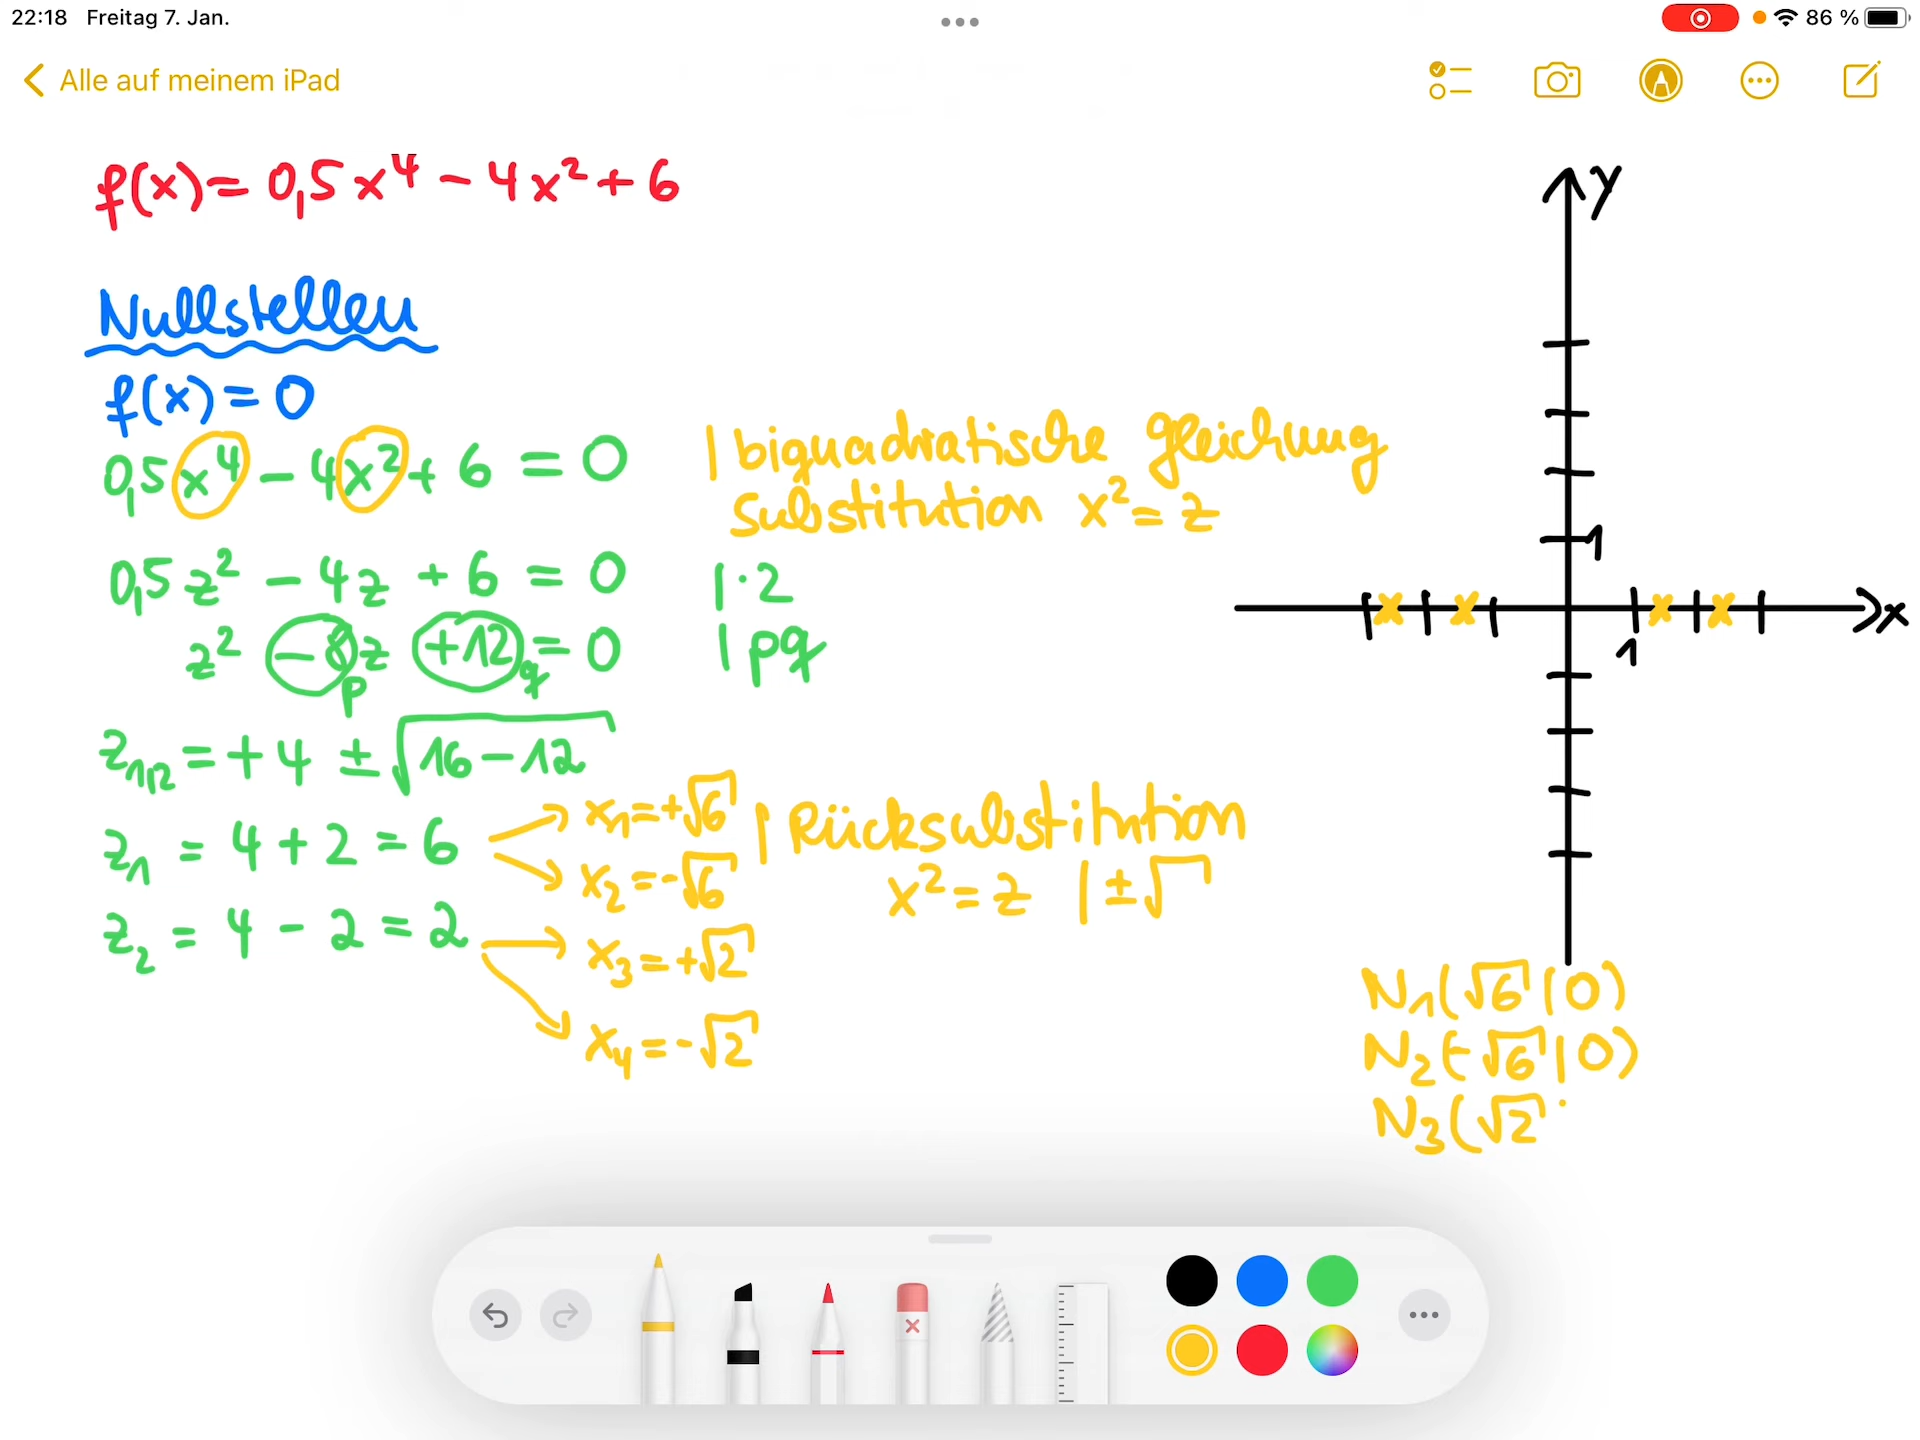 22:18 Freitag 7. Jan.
86 %
Alle auf meinem iPad
f(x) = 0,5x⁴ - 4x² + 6
Nullstellen
f(x) = 0
0,5x⁴ - 4x² + 6 = 0 | biquadratische Gleichung
Substitution x² = z
0,5z² - 4z + 6 = 0 | · 2
z² -8z +12 = 0 | pq
p q
z₁,₂ = +4 ± √16-12
z₁ = 4 + 2 = 6
x₁ = +√6
x₂ = -√6
| Rücksubstitution
x² = z | ±√
z₂ = 4 - 2 = 2
x₃ = +√2
x₄ = -√2
y
1
1
x
N₁(√6|0)
N₂(-√6|0)
N₃(√2